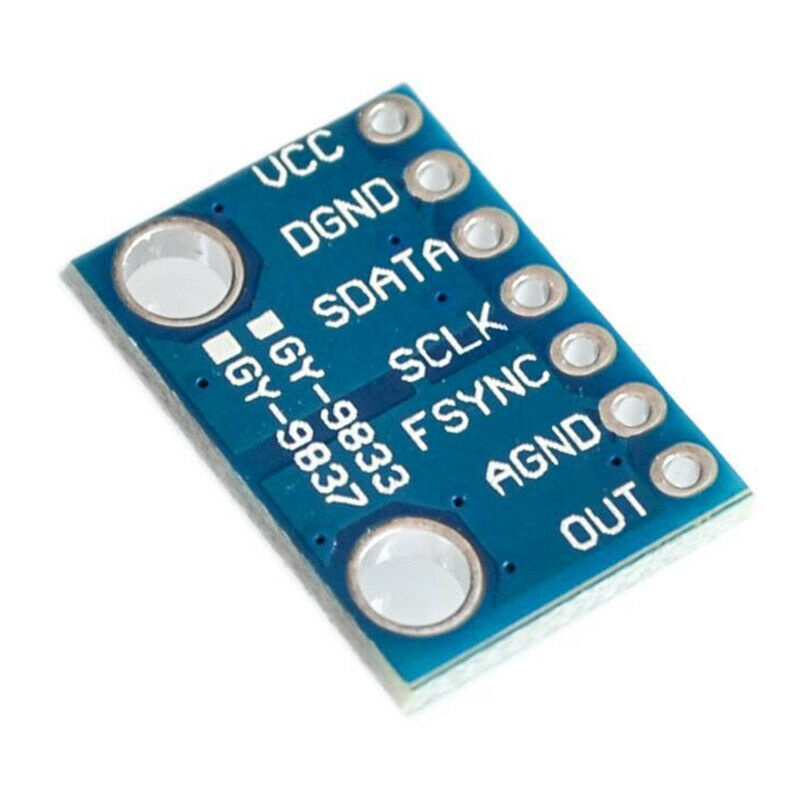 VCC
DGND
SDATA
SCLK
FSYNC
AGND
OUT
GY-9833
GY-9837